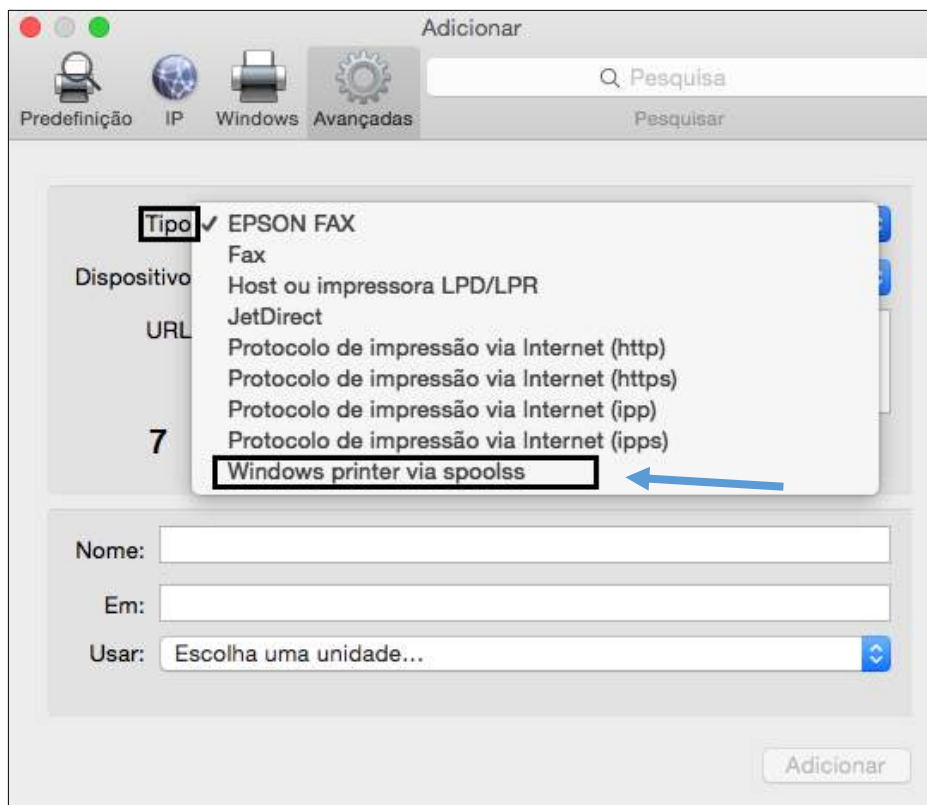 Adicionar
Pesquisa
Predefinição IP Windows Avançadas Pesquisar
Tipo ✓ EPSON FAX
Fax
Dispositivo
Host ou impressora LPD/LPR
URL
JetDirect
Protocolo de impressão via Internet (http)
Protocolo de impressão via Internet (https)
Protocolo de impressão via Internet (ipp)
7 Protocolo de impressão via Internet (ipps)
Windows printer via spoolss
Nome:
Em:
Usar: Escolha uma unidade...
Adicionar